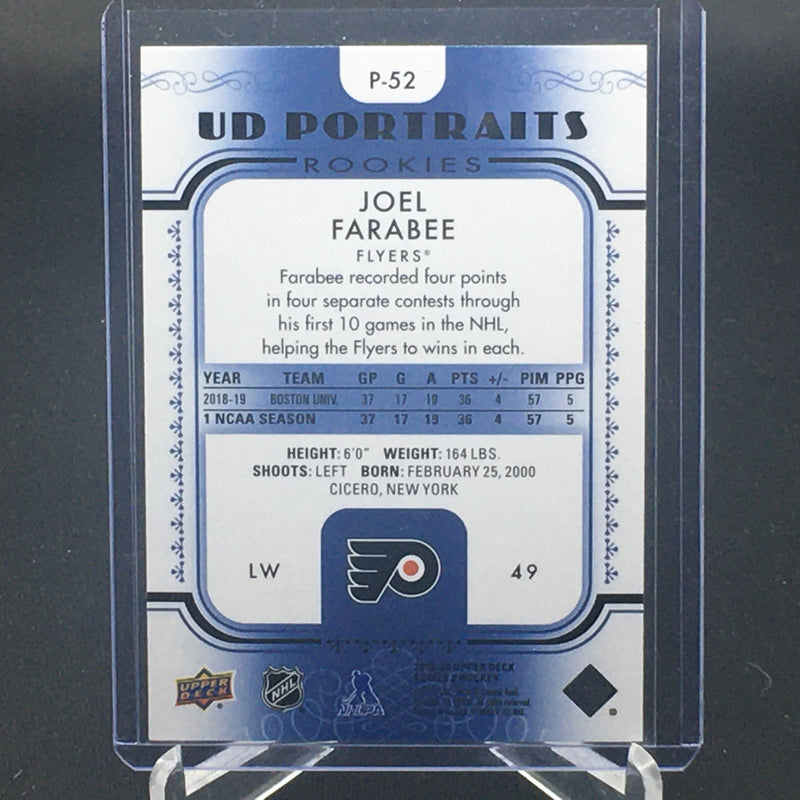 P-52
UD PORTRAITS
ROOKIES
JOEL
FARABEE
FLYERS®
Farabee recorded four points
in four separate contests through
his first 10 games in the NHL,
helping the Flyers to wins in each.
YEAR TEAM GP G A PTS +/- PIM PPG
2018-19 BOSTON UNIV. 37 17 19 36 4 57 5
1 NCAA SEASON 37 17 19 36 4 57 5
HEIGHT: 6'0" WEIGHT: 164 LBS.
SHOOTS: LEFT BORN: FEBRUARY 25, 2000
CICERO, NEW YORK
LW 49
UPPER DECK
NHL
NHLPA
UPPER DECK
HOCKEY